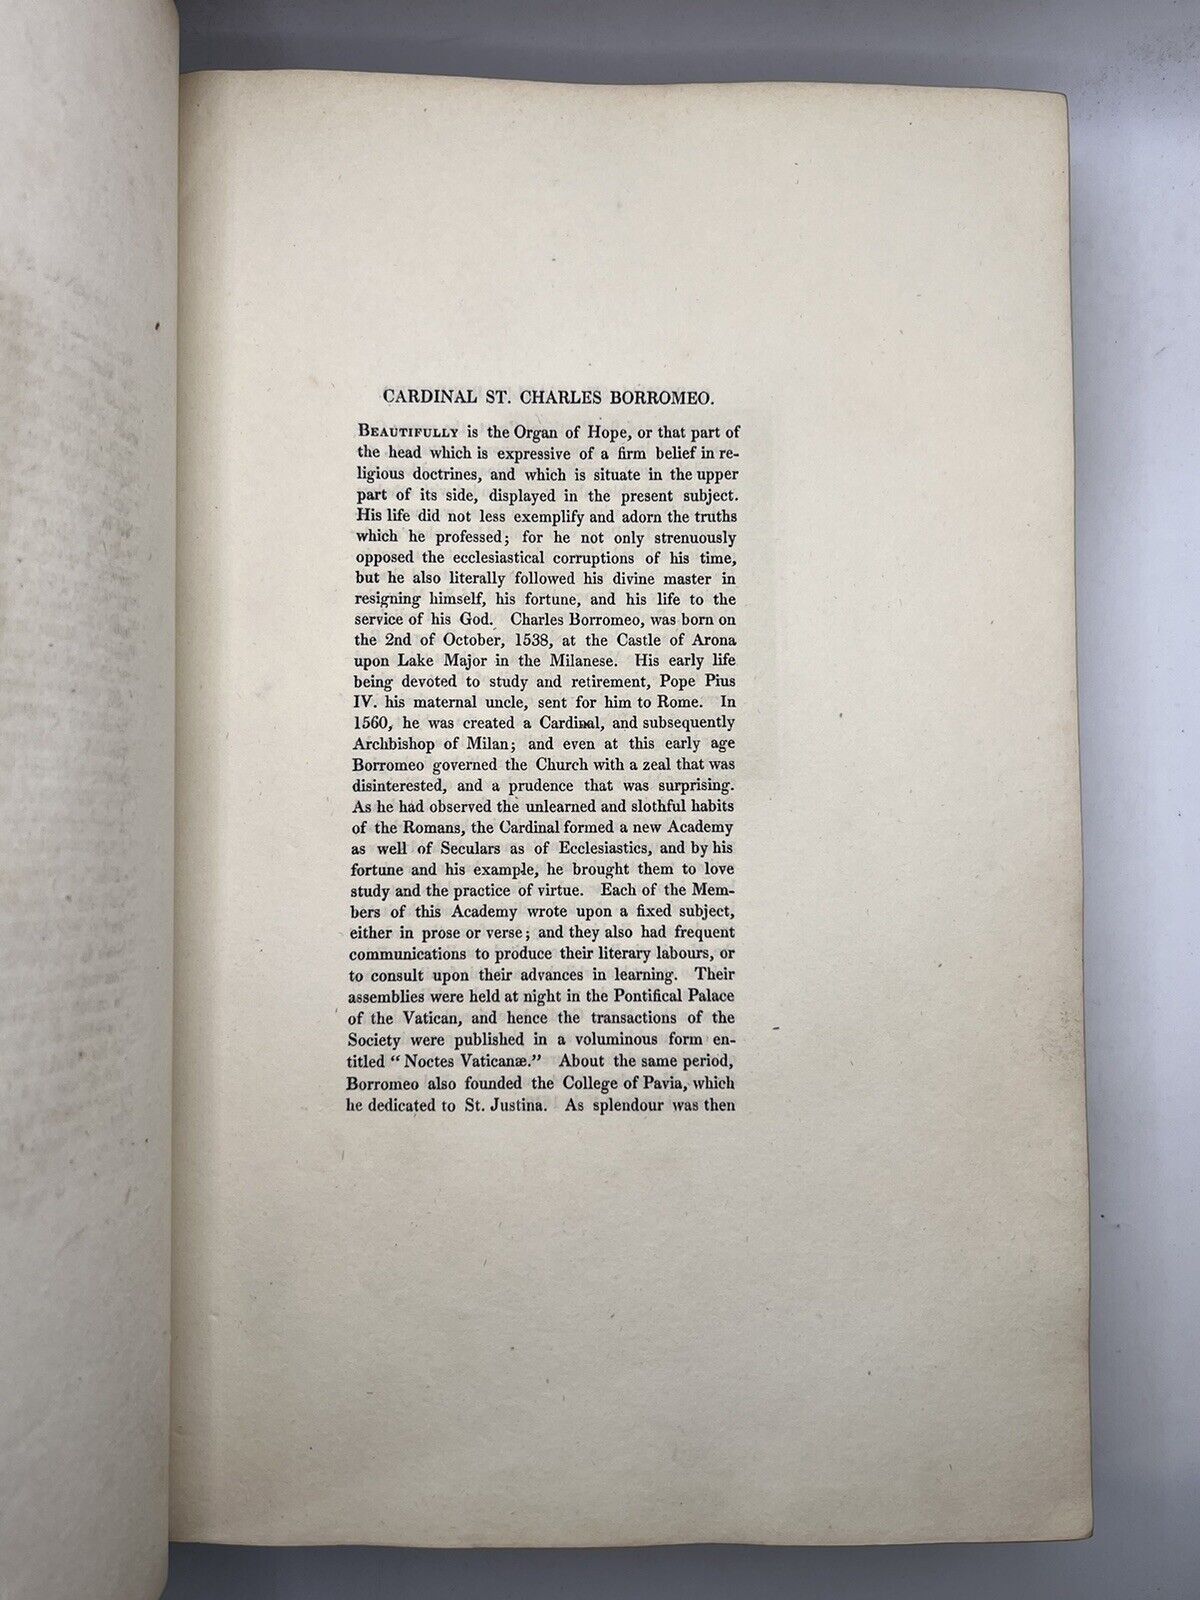 CARDINAL ST. CHARLES BORROMEO.
BEAUTIFULLY is the Organ of Hope, or that part of
the head which is expressive of a firm belief in re-
ligious doctrines, and which is situate in the upper
part of its side, displayed in the present subject.
His life did not less exemplify and adorn the truths
which he professed; for he not only strenuously
opposed the ecclesiastical corruptions of his time,
but he also literally followed his divine master in
resigning himself, his fortune, and his life to the
service of his God. Charles Borromeo, was born on
the 2nd of October, 1538, at the Castle of Arona
upon Lake Major in the Milanese. His early life
being devoted to study and retirement, Pope Pius
IV. his maternal uncle, sent for him to Rome. In
1560, he was created a Cardinal, and subsequently
Archbishop of Milan; and even at this early age
Borromeo governed the Church with a zeal that was
disinterested, and a prudence that was surprising.
As he had observed the unlearned and slothful habits
of the Romans, the Cardinal formed a new Academy
as well of Seculars as of Ecclesiastics, and by his
fortune and his example, he brought them to love
study and the practice of virtue. Each of the Mem-
bers of this Academy wrote upon a fixed subject,
either in prose or verse; and they also had frequent
communications to produce their literary labours, or
to consult upon their advances in learning. Their
assemblies were held at night in the Pontifical Palace
of the Vatican, and hence the transactions of the
Society were published in a voluminous form en-
titled “Noctes Vaticanæ.” About the same period,
Borromeo also founded the College of Pavia, which
he dedicated to St. Justina. As splendour was then